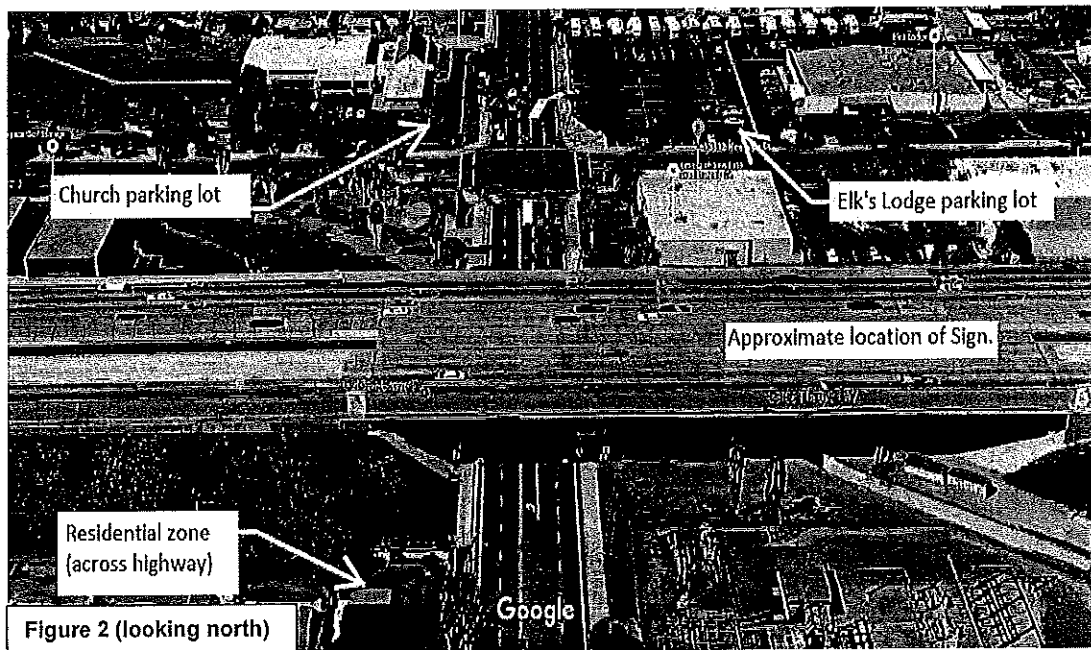 Church parking lot
Elk's Lodge parking lot
Approximate location of Sign.
Residential zone
(across highway)
Google
Figure 2 (looking north)